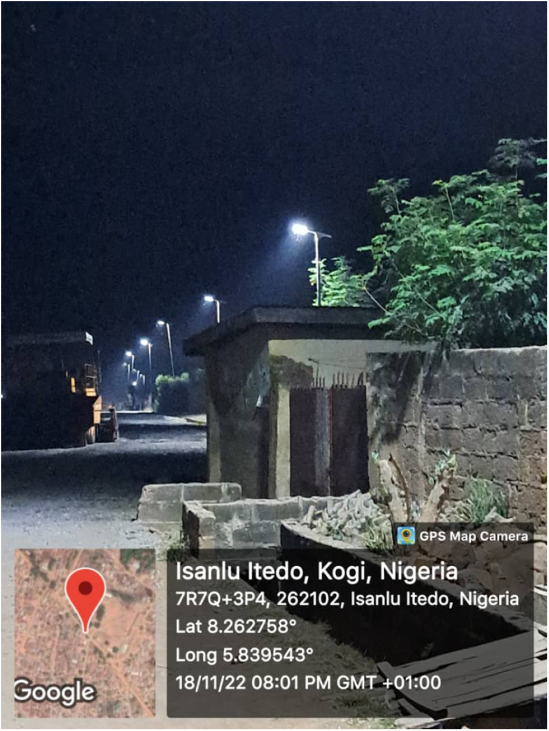 GPS Map Camera
Isanlu Itedo, Kogi, Nigeria
7R7Q+3P4, 262102, Isanlu Itedo, Nigeria
Lat 8.262758°
Long 5.839543°
18/11/22 08:01 PM GMT +01:00
Google